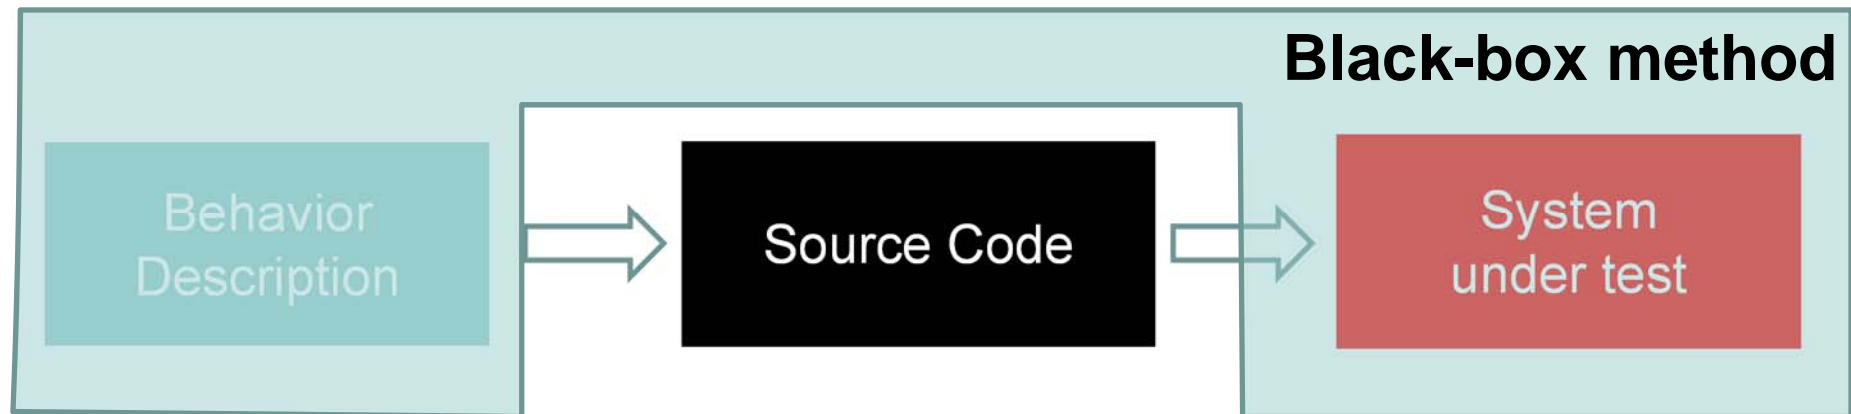 Black-box method
Behavior
Description
Source Code
System
under test